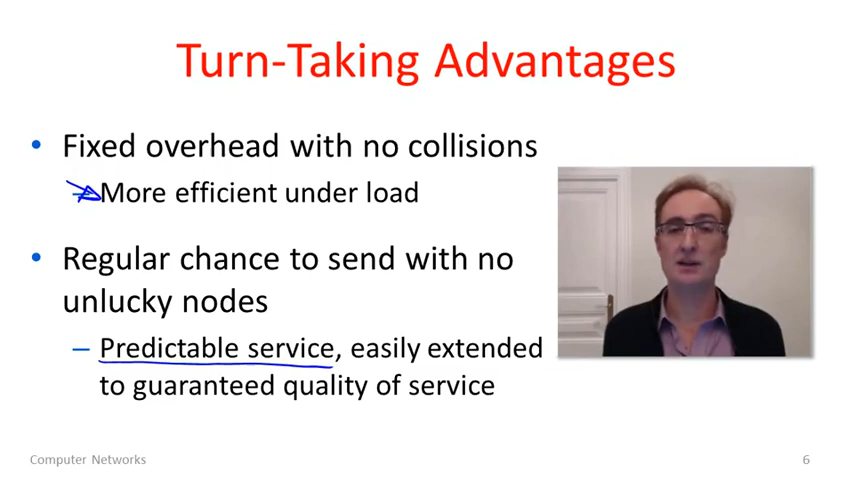 Turn-Taking Advantages
• Fixed overhead with no collisions
– More efficient under load
• Regular chance to send with no
unlucky nodes
– Predictable service, easily extended
to guaranteed quality of service
Computer Networks
6